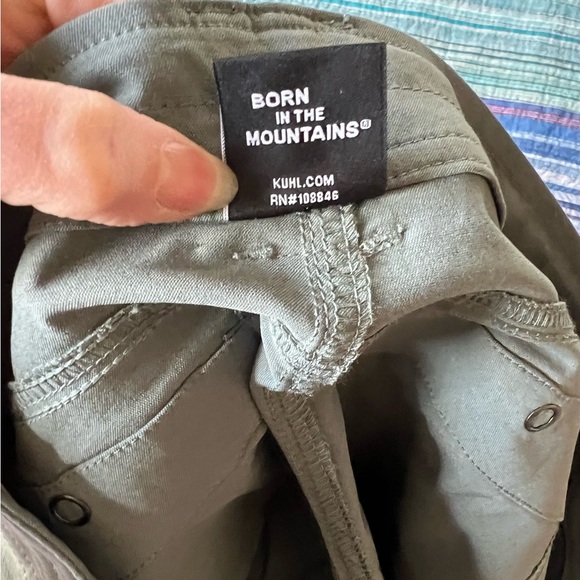 BORN
IN THE
MOUNTAINS®
KUHL.COM
RN#108846